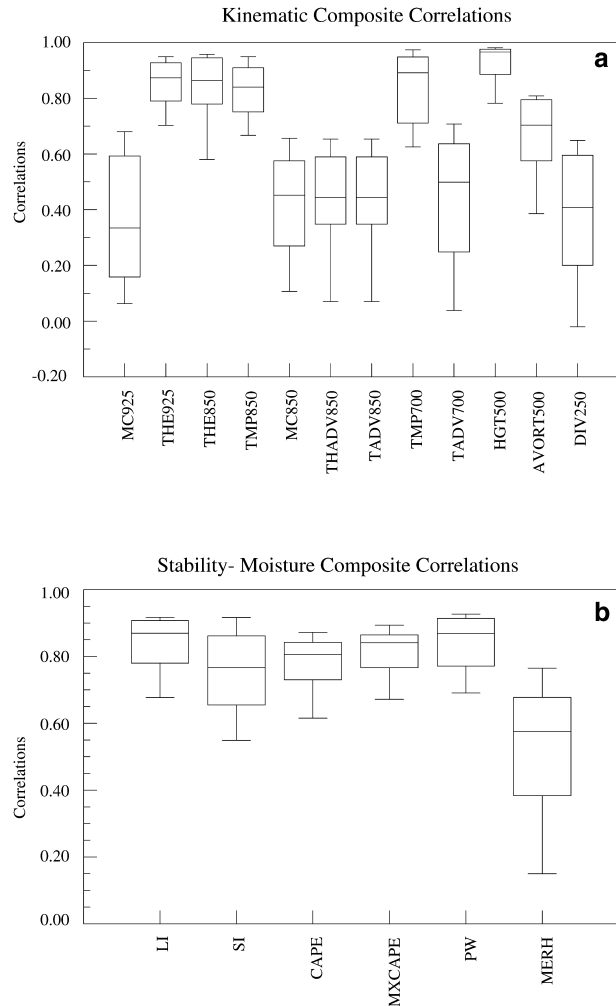 Kinematic Composite Correlations
a
1.00
0.80
0.60
0.40
0.20
0.00
-0.20
Correlations
MC925
THE925
THE850
TMP850
MC850
THADV850
TADV850
TMP700
TADV700
HGT500
AVORT500
DIV250
Stability- Moisture Composite Correlations
b
1.00
0.80
0.60
0.40
0.20
0.00
Correlations
LI
SI
CAPE
MXCAPE
PW
MERH